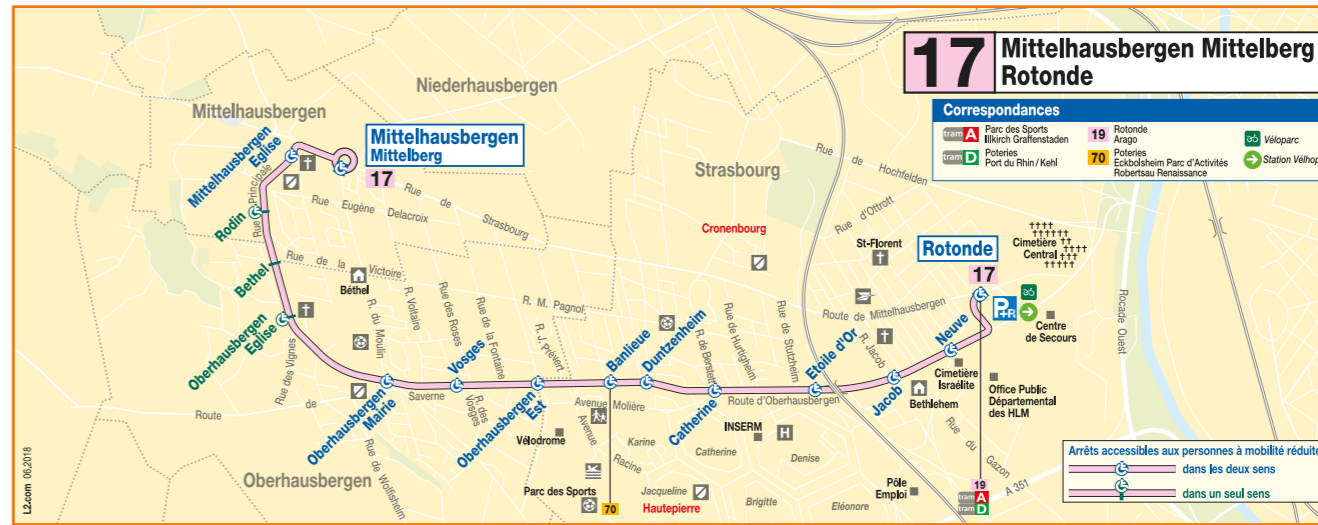 17
Mittelhausbergen Mittelberg
Rotonde
Correspondances
tram A
Parc des Sports
Illkirch Graffenstaden
tram D
Poteries
Port du Rhin / Kehl
19
Rotonde
Arago
70
Poteries
Eckbolsheim Parc d'Activités
Robertsau Renaissance
Véloparc
Station Vélhop
Niederhausbergen
Mittelhausbergen
Strasbourg
Oberhausbergen
Cronenbourg
Hautepierre
Mittelhausbergen
Mittelberg
17
Mittelhausbergen
Eglise
Rodin
Bethel
Oberhausbergen
Eglise
Oberhausbergen
Mairie
Vosges
Oberhausbergen
Est
Banlieue
Duntzenheim
Catherine
Etoile d'Or
Jacob
Neuve
Rotonde
17
P+R
Rue Principale
Rue Eugène Delacroix
Rue de Strasbourg
Rue de la Victoire
Béthel
R. du Moulin
R. Voltaire
Rue des Roses
Rue de la Fontaine
R. M. Pagnol
R. J. Prévert
Rue des Vignes
Route de Saverne
R. des Vosges
Rue de Wolfisheim
Avenue Molière
Avenue Racine
Vélodrome
Parc des Sports
70
Karine
Jacqueline
Catherine
Denise
Brigitte
Eléonore
INSERM
H
R. de Berstett
Rue de Hurtigheim
Rue de Stutzheim
Route d'Oberhausbergen
Rue de Hochfelden
Rue d'Ottrott
St-Florent
Route de Mittelhausbergen
R. Jacob
Cimetière
Central
Centre
de Secours
Cimetière
Israélite
Bethlehem
Office Public
Départemental
des HLM
Rue du Gazon
A 351
Pôle
Emploi
Rocade Ouest
19
tram A
tram D
Arrêts accessibles aux personnes à mobilité réduite
dans les deux sens
dans un seul sens
L2.com 06.2018